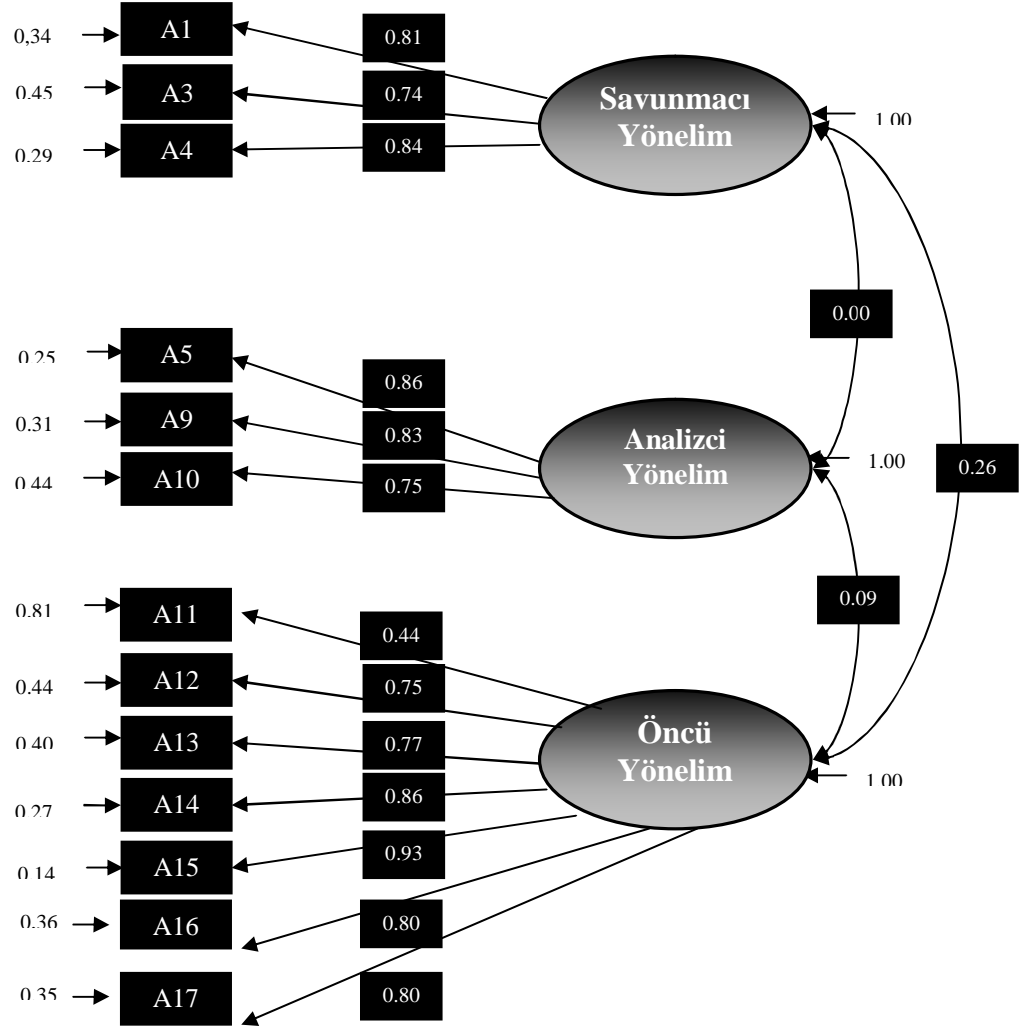 0,34
A1
0.81
0.45
A3
0.74
0.29
A4
0.84
Savunmacı
Yönelim
1.00
0.00
0.25
A5
0.86
0.31
A9
0.83
0.44
A10
0.75
Analizci
Yönelim
1.00
0.26
0.09
0.81
A11
0.44
0.44
A12
0.75
0.40
A13
0.77
0.27
A14
0.86
0.14
A15
0.93
0.36
A16
0.80
0.35
A17
0.80
Öncü
Yönelim
1.00